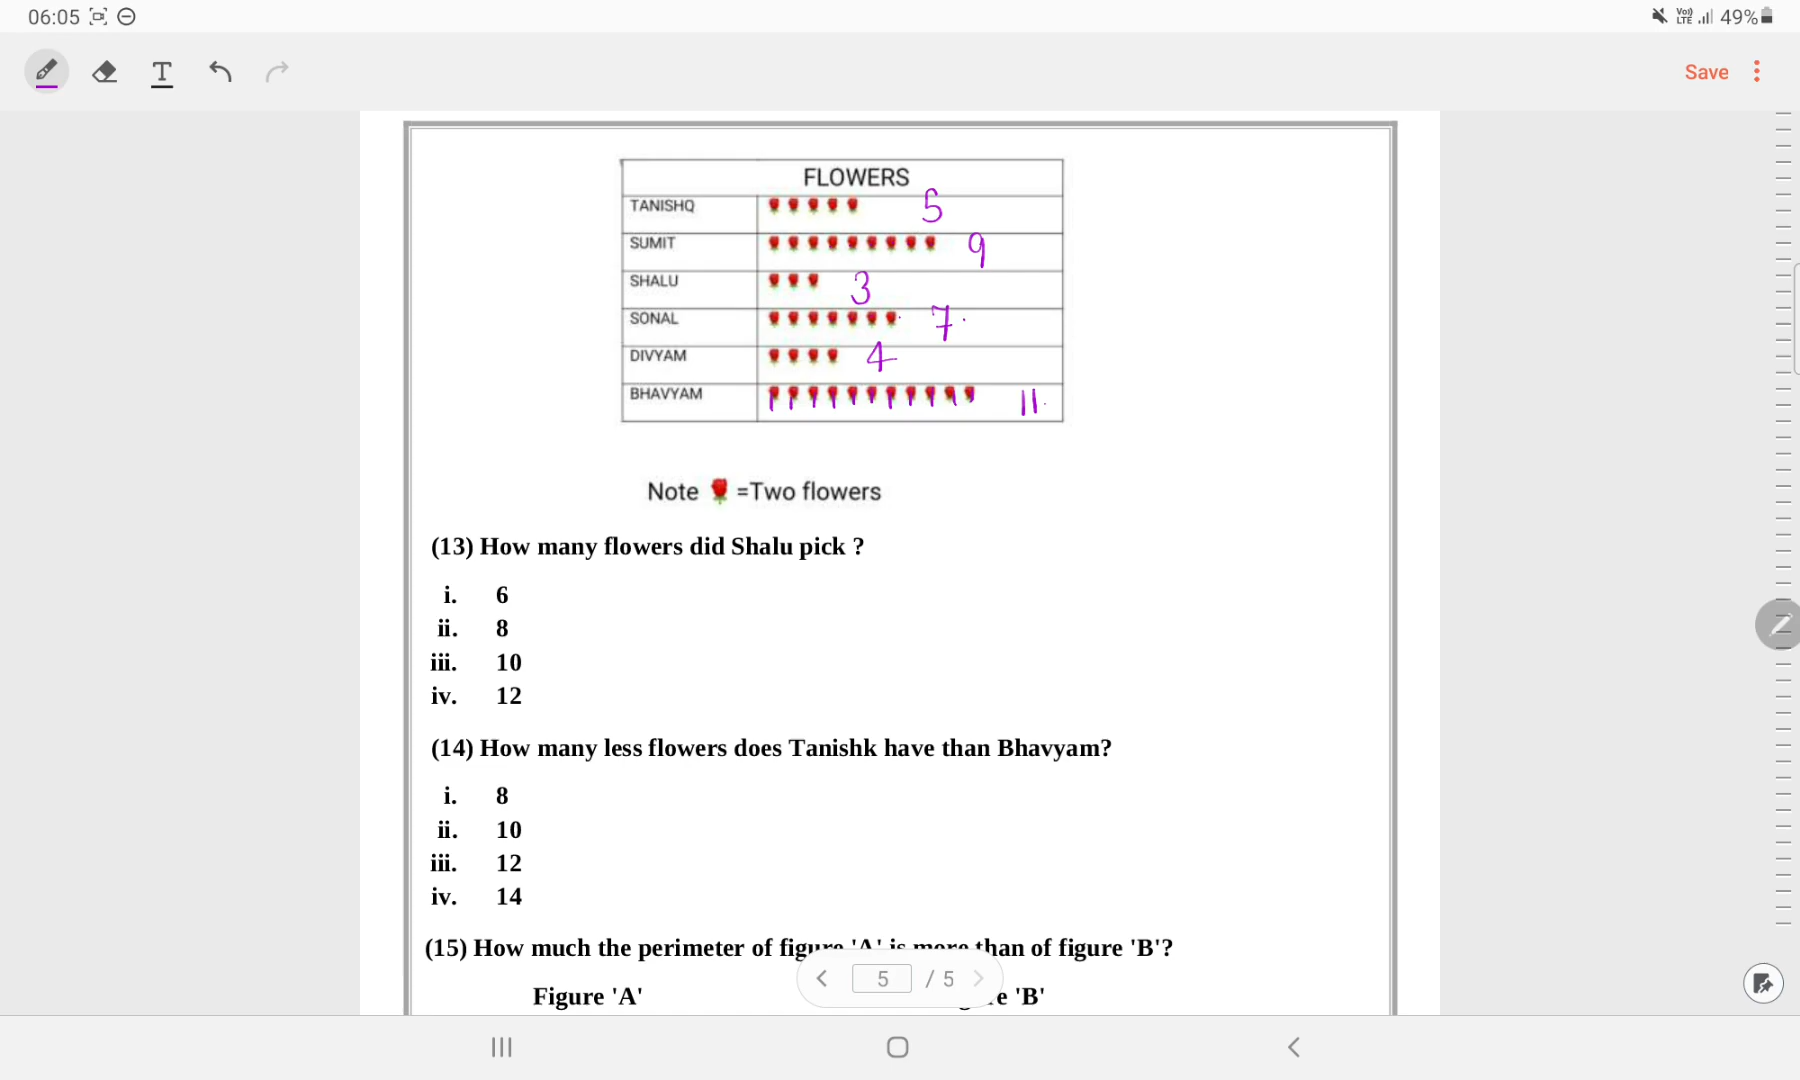 06:05
Vo)) LTE 49%
T Save
FLOWERS
TANISHQ 5
SUMIT 9
SHALU 3
SONAL 7
DIVYAM 4
BHAVYAM 11
Note =Two flowers
(13) How many flowers did Shalu pick ?
i. 6
ii. 8
iii. 10
iv. 12
(14) How many less flowers does Tanishk have than Bhavyam?
i. 8
ii. 10
iii. 12
iv. 14
(15) How much the perimeter of figure 'A' is more than of figure 'B'?
5 / 5
Figure 'A' 'B'